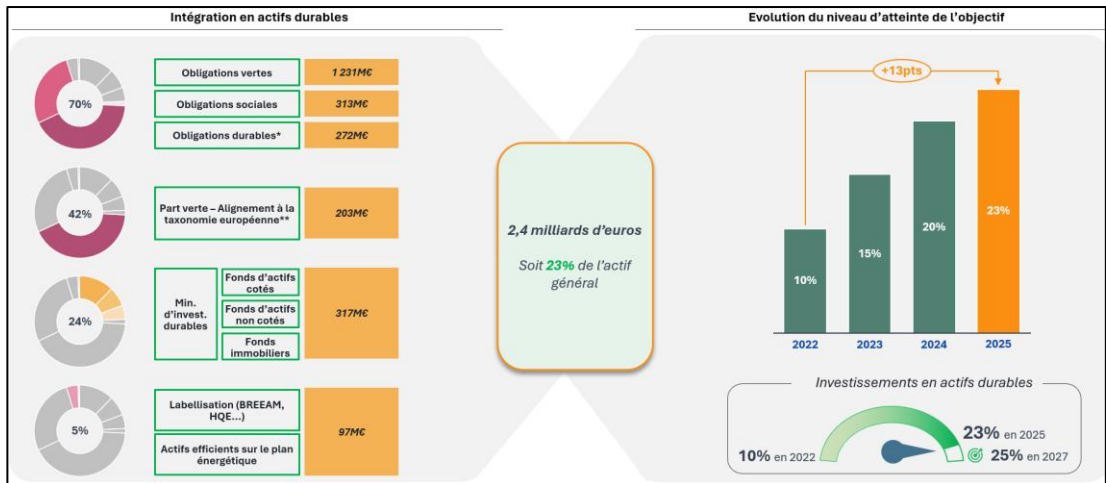 Intégration en actifs durables
Evolution du niveau d'atteinte de l'objectif
70%
Obligations vertes
1 231M€
Obligations sociales
313M€
Obligations durables*
272M€
42%
Part verte – Alignement à la
taxonomie européenne**
203M€
24%
Min.
d'invest.
durables
Fonds d'actifs
cotés
Fonds d'actifs
non cotés
Fonds
immobiliers
317M€
5%
Labellisation (BREEAM,
HQE...)
Actifs efficients sur le plan
énergétique
97M€
2,4 milliards d'euros
Soit 23% de l'actif
général
+13pts
10%
15%
20%
23%
2022
2023
2024
2025
Investissements en actifs durables
10% en 2022
23% en 2025
25% en 2027